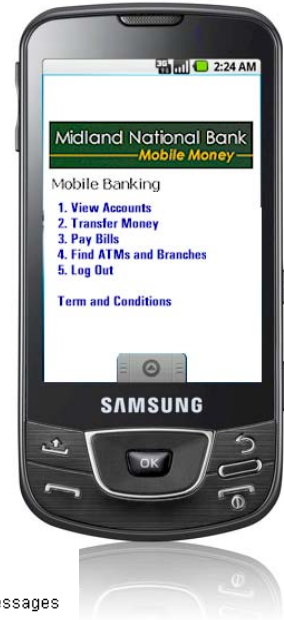 3G
2:24 AM
Midland National Bank
Mobile Money
Mobile Banking
1. View Accounts
2. Transfer Money
3. Pay Bills
4. Find ATMs and Branches
5. Log Out
Term and Conditions
SAMSUNG
OK
essages